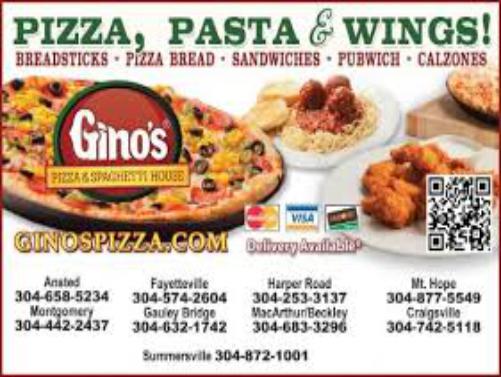 PIZZA, PASTA & WINGS!
BREADSTICKS • PIZZA BREAD • SANDWICHES • PUBWICH • CALZONES
Gino's
PIZZA & SPAGHETTI HOUSE
MasterCard VISA
GINOSPIZZA.COM
Delivery Available!
Ansted
304-658-5234
Montgomery
304-442-2437
Fayetteville
304-574-2604
Gauley Bridge
304-632-1742
Harper Road
304-253-3137
MacArthur/Beckley
304-683-3296
Mt. Hope
304-877-5549
Craigsville
304-742-5118
Summersville 304-872-1001